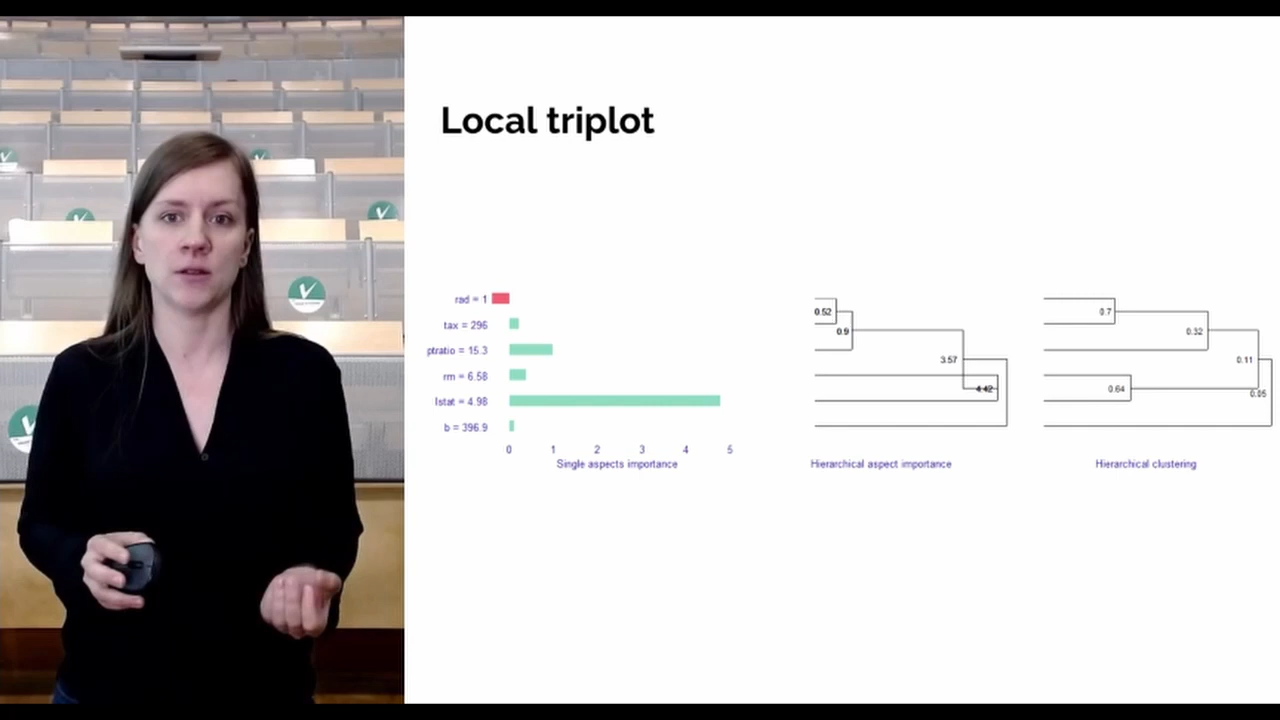 Local triplot
rad = 1
tax = 296
ptratio = 15.3
rm = 6.58
lstat = 4.98
b = 396.9
0 1 2 3 4 5
Single aspects importance
0.52
0.9
3.57
4.42
Hierarchical aspect importance
0.7
0.32
0.11
0.64
0.05
Hierarchical clustering